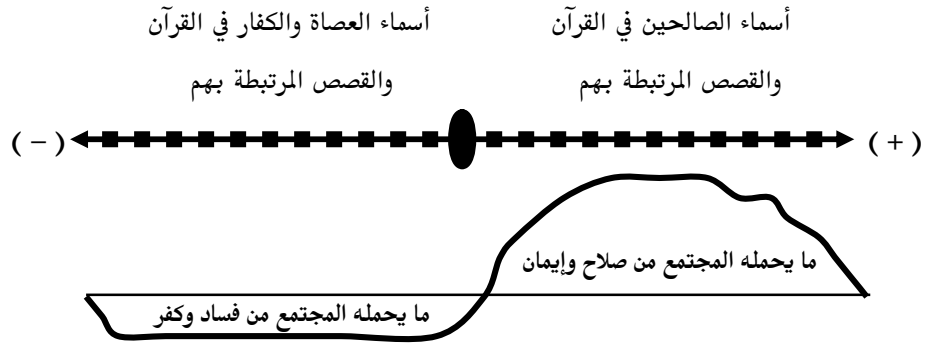 أسماء الصالحين في القرآن
والقصص المرتبطة بهم
أسماء العصاة والكفار في القرآن
والقصص المرتبطة بهم
( + )
( − )
ما يحمله المجتمع من صلاح وإيمان
ما يحمله المجتمع من فساد وكفر